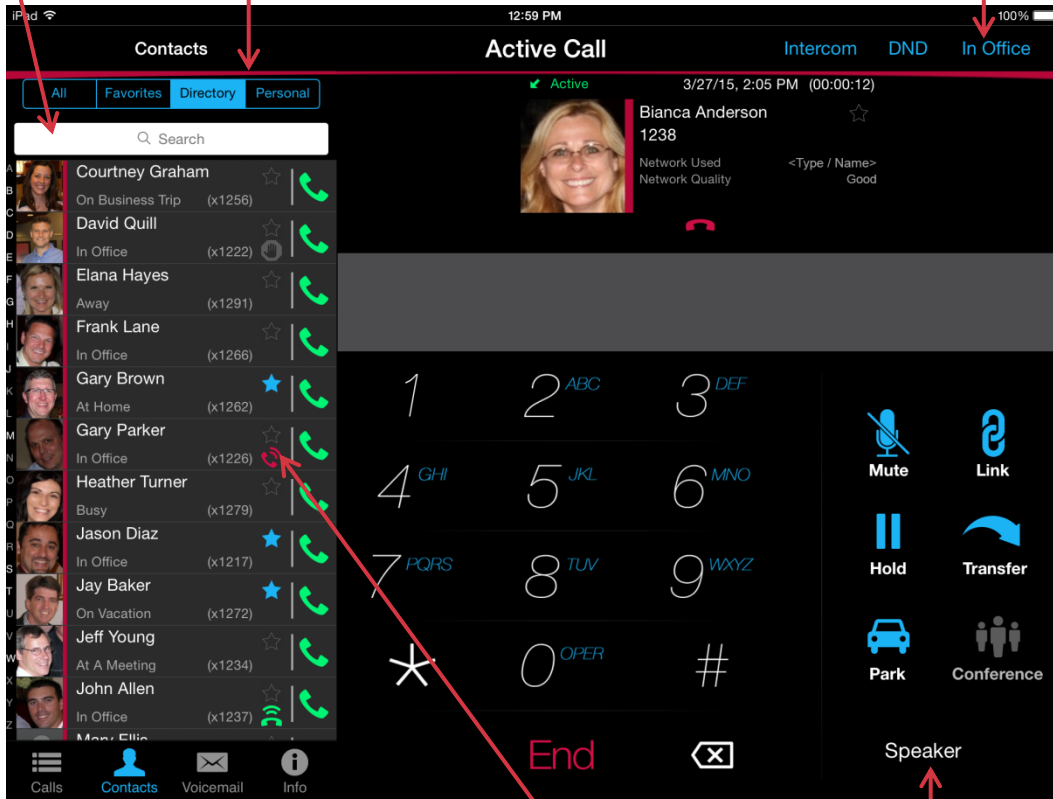 iPad 12:59 PM 100%
Contacts Active Call Intercom DND In Office
All Favorites Directory Personal
Search
A
B
C
D
E
F
G
H
I
J
K
L
M
N
O
P
Q
R
S
T
U
V
W
X
Y
Z
Courtney Graham
On Business Trip (x1256)
David Quill
In Office (x1222)
Elana Hayes
Away (x1291)
Frank Lane
In Office (x1266)
Gary Brown
At Home (x1262)
Gary Parker
In Office (x1226)
Heather Turner
Busy (x1279)
Jason Diaz
In Office (x1217)
Jay Baker
On Vacation (x1272)
Jeff Young
At A Meeting (x1234)
John Allen
In Office (x1237)
Mary Ellis
Calls Contacts Voicemail Info
Active 3/27/15, 2:05 PM (00:00:12)
Bianca Anderson
1238
Network Used <Type / Name>
Network Quality Good
1 2 ABC 3 DEF
4 GHI 5 JKL 6 MNO
7 PQRS 8 TUV 9 WXYZ
* 0 OPER #
End
Mute Link
Hold Transfer
Park Conference
Speaker